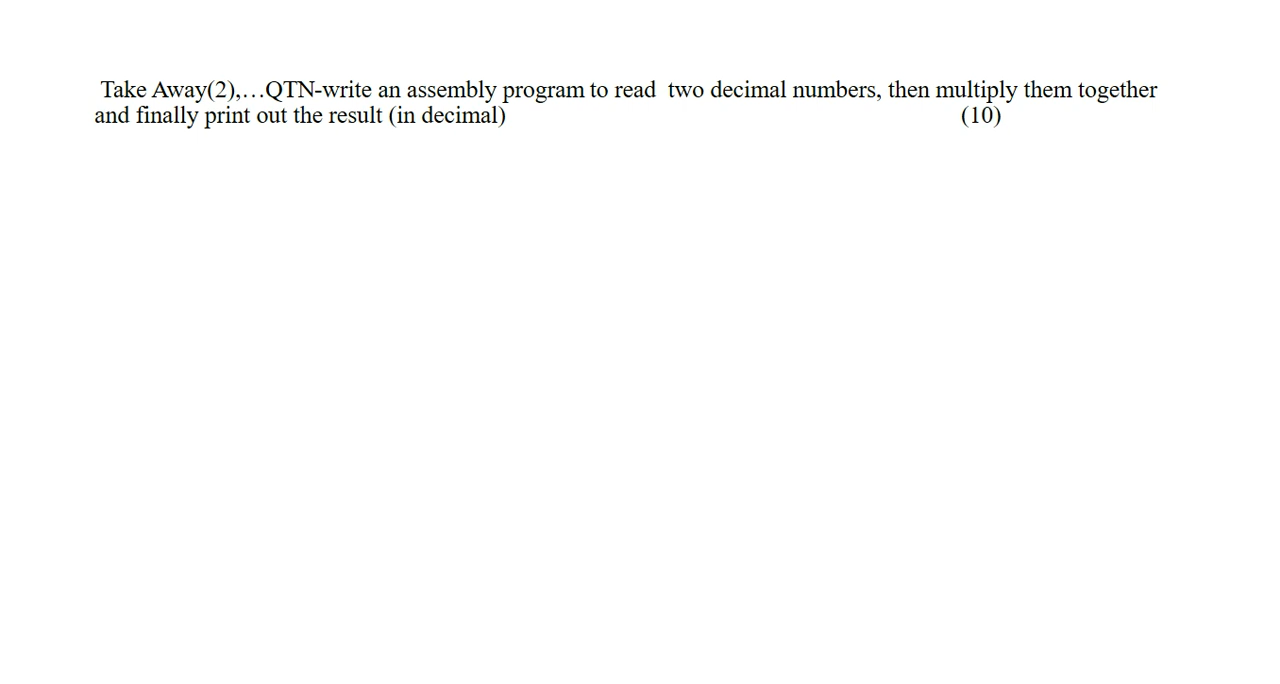 Take Away(2),...QTN-write an assembly program to read  two decimal numbers, then multiply them together
and finally print out the result (in decimal) (10)